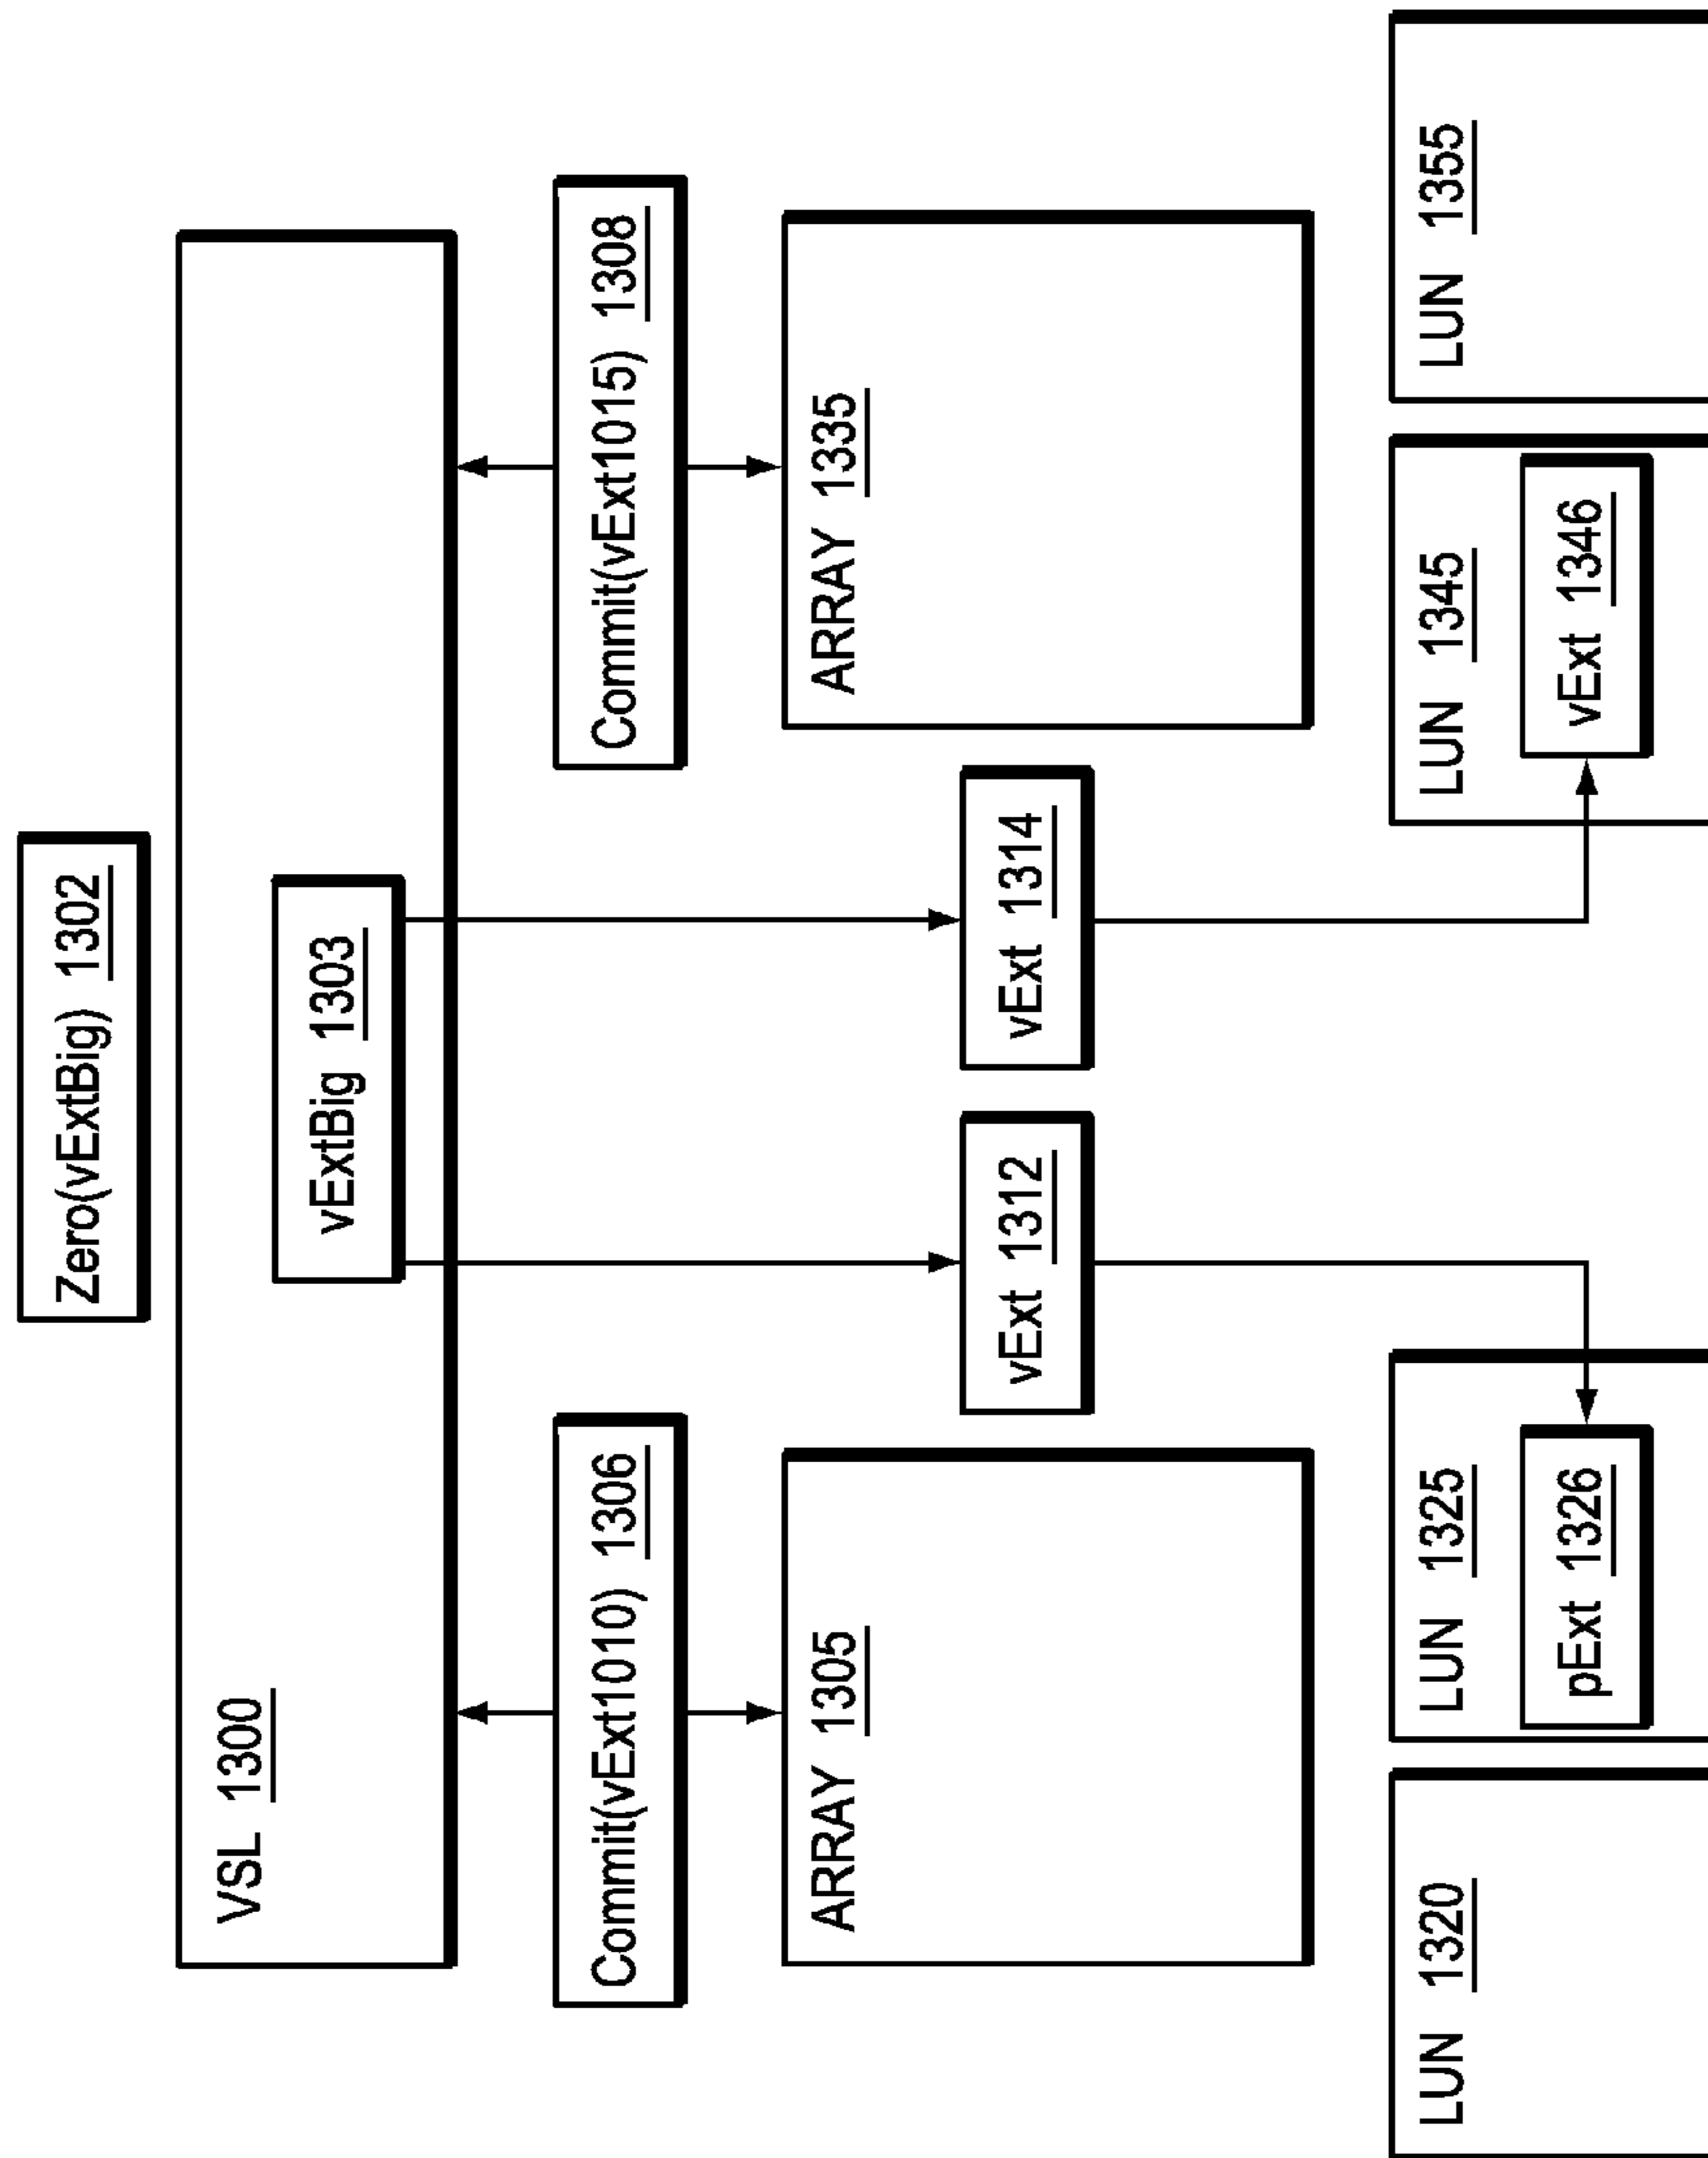 Zero(vExtBig) 1302
VSL 1300
vExtBig 1303
Commit(vExt1010) 1306
Commit(vExt1015) 1308
ARRAY 1305
ARRAY 1335
vExt 1312
vExt 1314
LUN 1320
LUN 1325
LUN 1345
LUN 1355
pExt 1326
vExt 1346